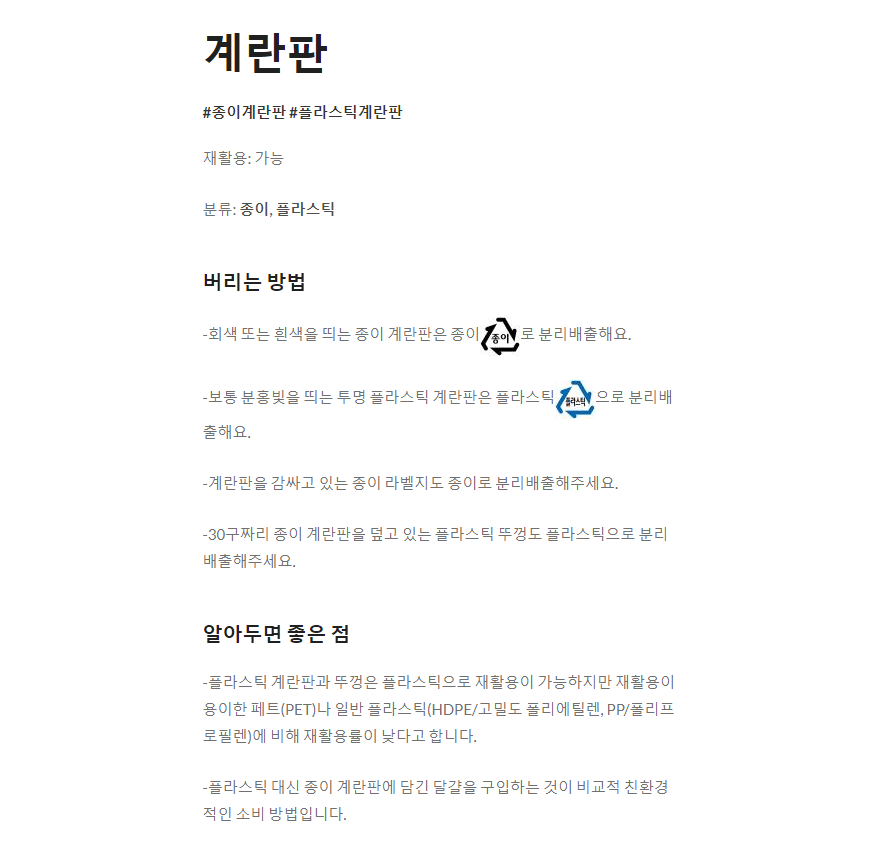 계란판
#종이계란판 #플라스틱계란판
재활용: 가능
분류: 종이, 플라스틱
버리는 방법
-회색 또는 흰색을 띄는 종이 계란판은 종이 종이 로 분리배출해요.
-보통 분홍빛을 띄는 투명 플라스틱 계란판은 플라스틱 플라스틱 으로 분리배
출해요.
-계란판을 감싸고 있는 종이 라벨지도 종이로 분리배출해주세요.
-30구짜리 종이 계란판을 덮고 있는 플라스틱 뚜껑도 플라스틱으로 분리
배출해주세요.
알아두면 좋은 점
-플라스틱 계란판과 뚜껑은 플라스틱으로 재활용이 가능하지만 재활용이
용이한 페트(PET)나 일반 플라스틱(HDPE/고밀도 폴리에틸렌, PP/폴리프
로필렌)에 비해 재활용률이 낮다고 합니다.
-플라스틱 대신 종이 계란판에 담긴 달걀을 구입하는 것이 비교적 친환경
적인 소비 방법입니다.